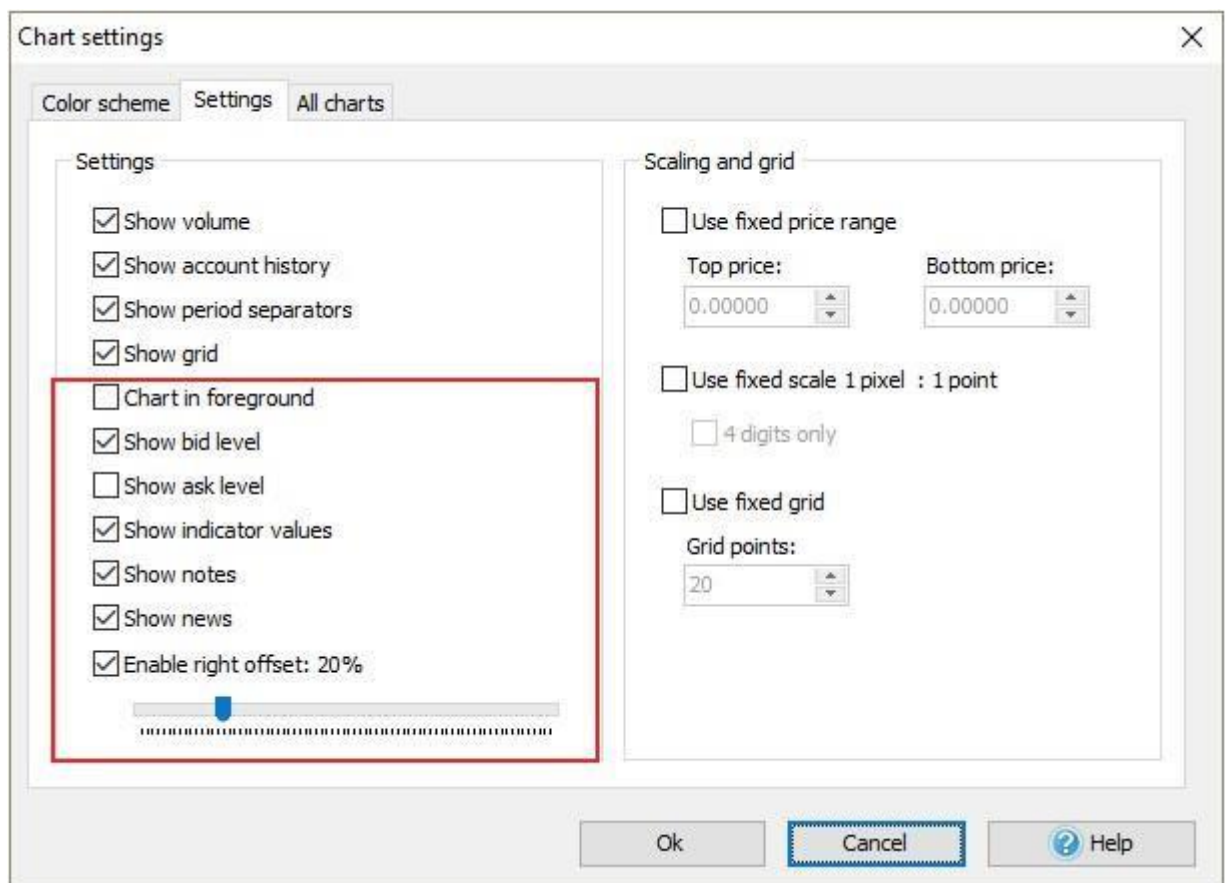 Chart settings
Color scheme Settings All charts
Settings
Show volume
Show account history
Show period separators
Show grid
Chart in foreground
Show bid level
Show ask level
Show indicator values
Show notes
Show news
Enable right offset: 20%
Scaling and grid
Use fixed price range
Top price: Bottom price:
0.00000 0.00000
Use fixed scale 1 pixel : 1 point
4 digits only
Use fixed grid
Grid points:
20
Ok Cancel Help